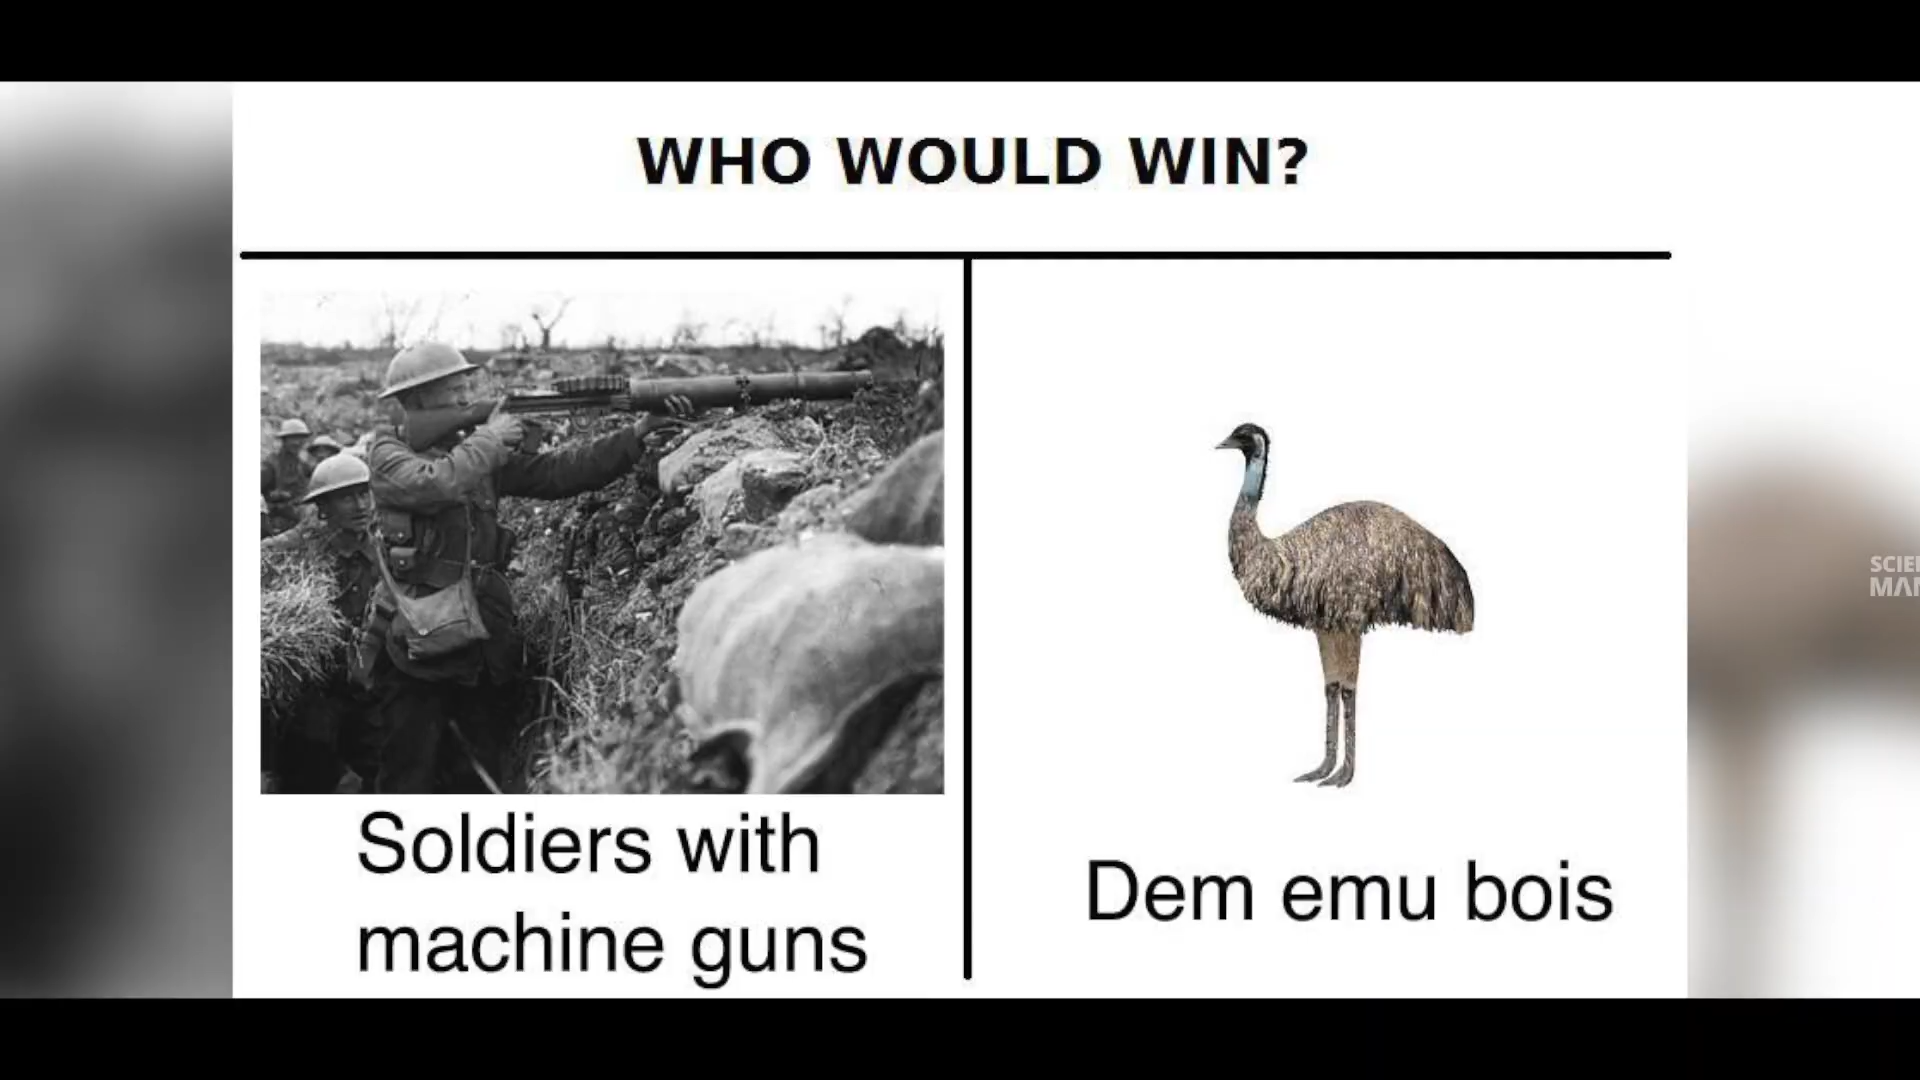 WHO WOULD WIN?
Soldiers with
machine guns
Dem emu bois